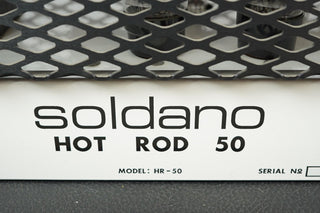 soldano
HOT ROD 50
MODEL: HR-50 SERIAL Nº